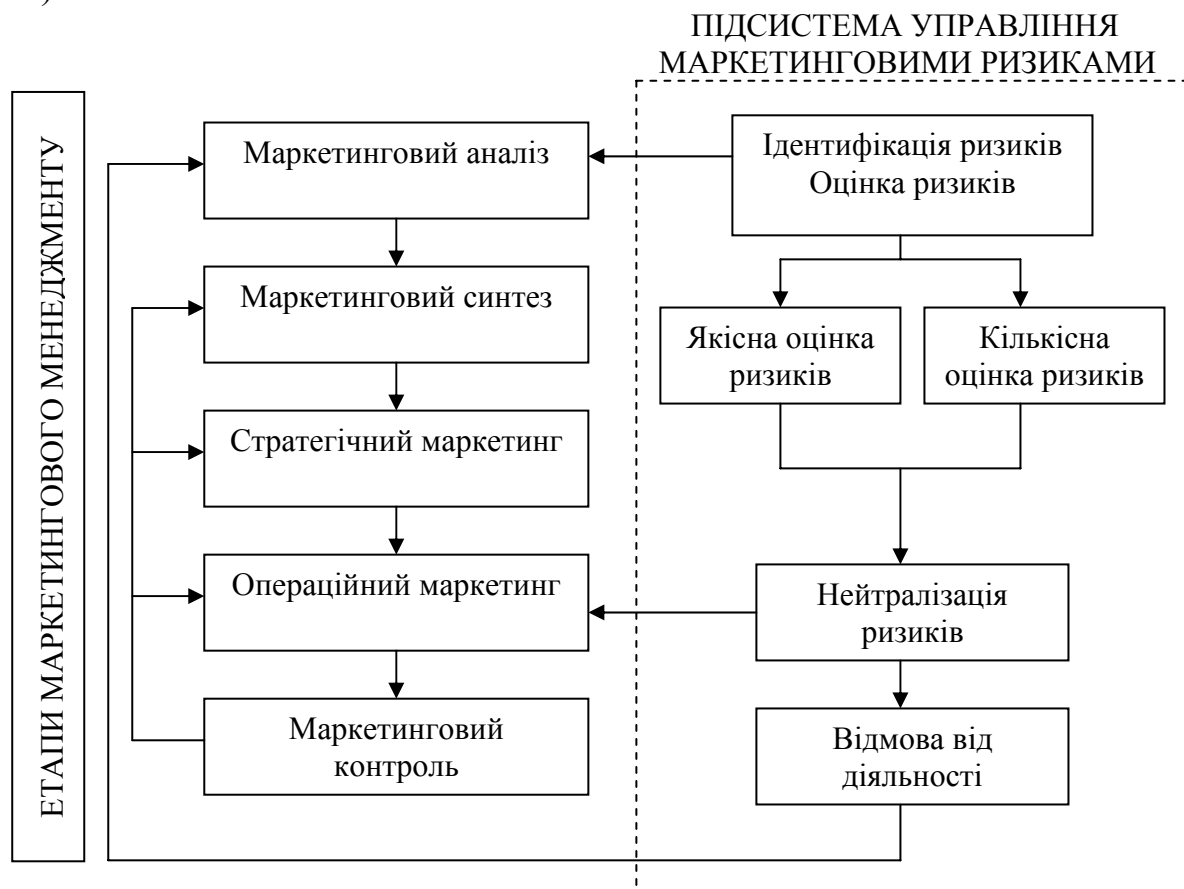 )
ПІДСИСТЕМА УПРАВЛІННЯ
МАРКЕТИНГОВИМИ РИЗИКАМИ
ЕТАПИ МАРКЕТИНГОВОГО МЕНЕДЖМЕНТУ
Маркетинговий аналіз
Маркетинговий синтез
Стратегічний маркетинг
Операційний маркетинг
Маркетинговий
контроль
Ідентифікація ризиків
Оцінка ризиків
Якісна оцінка
ризиків
Кількісна
оцінка ризиків
Нейтралізація
ризиків
Відмова від
діяльності